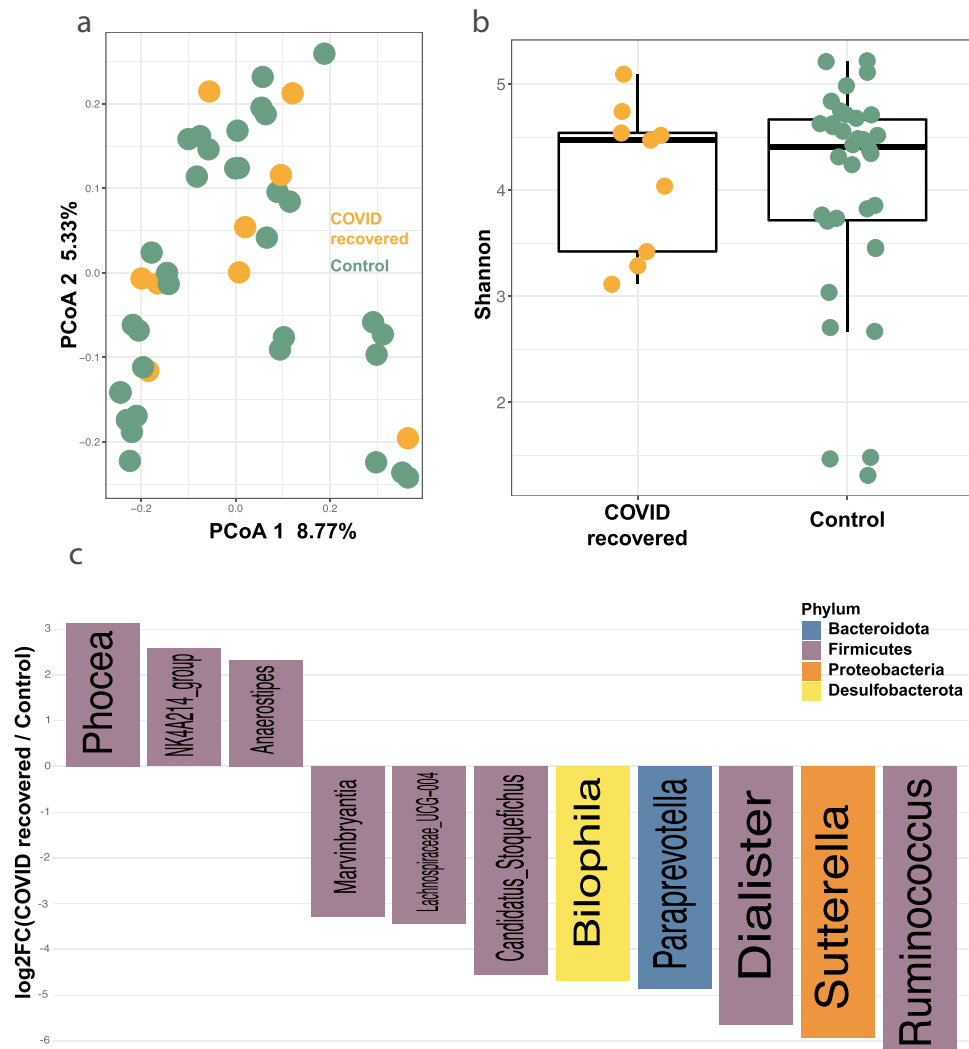 a
0.2
0.1
0.0
−0.1
−0.2
−0.2
0.0
0.2
PCoA 2 5.33%
PCoA 1 8.77%
COVID
recovered
Control
b
5
4
3
2
Shannon
COVID
recovered
Control
c
3
2
1
0
-1
-2
-3
-4
-5
-6
log2FC(COVID recovered / Control)
Phocea
NK4A214_group
Anaerostipes
Marvinbryantia
Lachnospiraceae_UCG−004
Candidatus_Stoquefichus
Bilophila
Paraprevotella
Dialister
Sutterella
Ruminococcus
Phylum
Bacteroidota
Firmicutes
Proteobacteria
Desulfobacterota